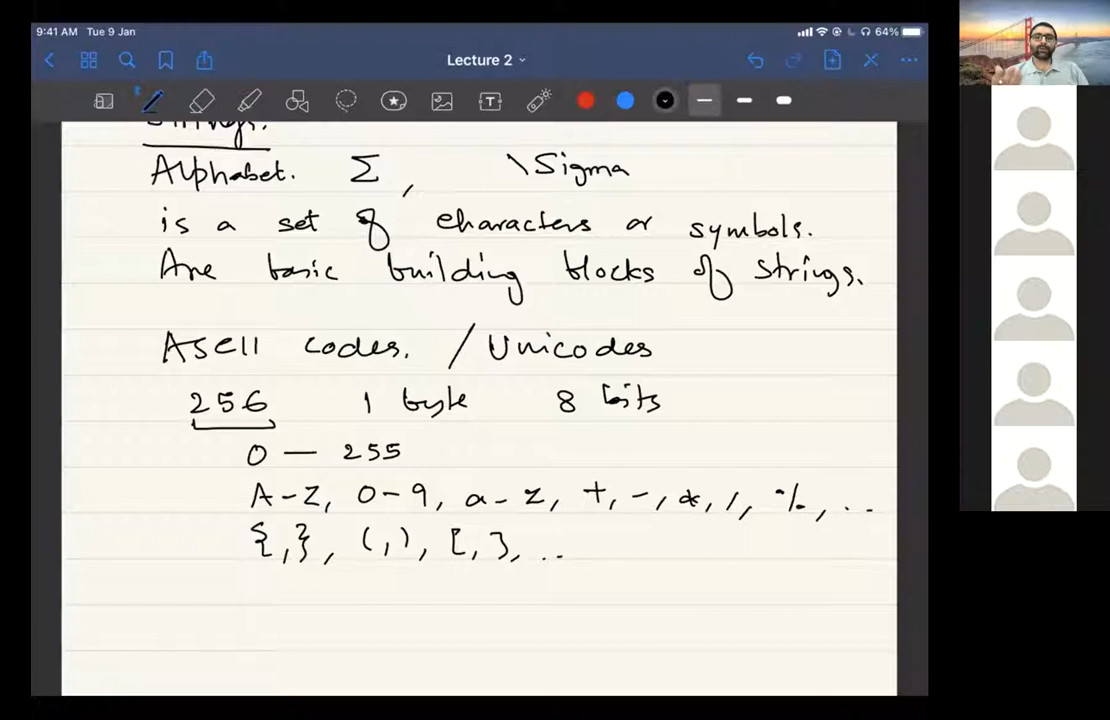 9:41 AM Tue 9 Jan 64%
Lecture 2
Strings.
Alphabet. Σ, \Sigma
is a set of characters or symbols.
Are basic building blocks of strings.
ASCII codes. / Unicodes
256 1 byte 8 bits
0 — 255
A-Z, 0-9, a-z, +, -, *, /, %, ..
{,}, (,), [,], ..